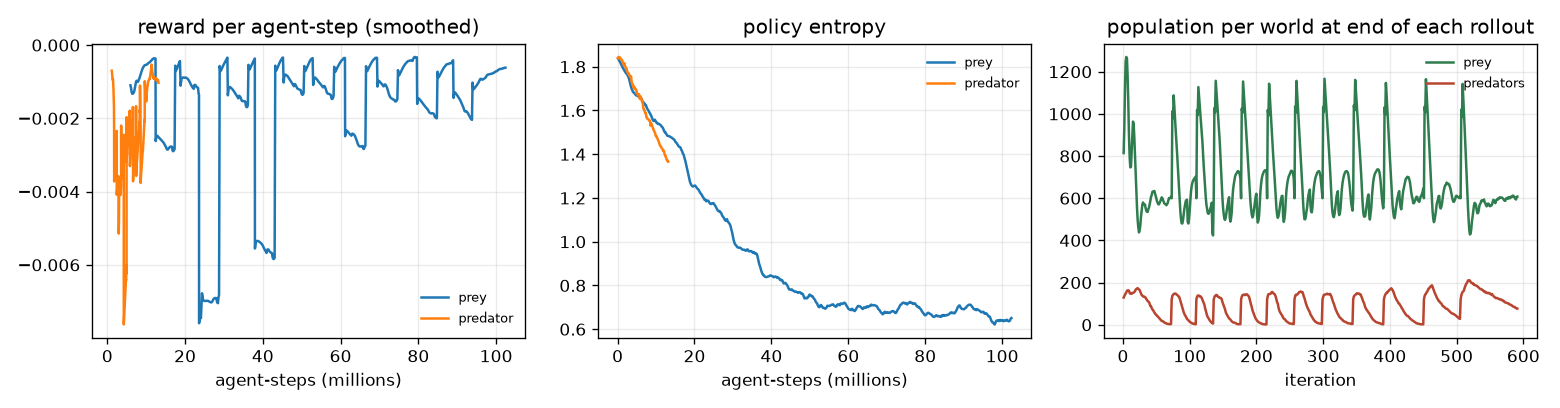 reward per agent-step (smoothed)
0.000
−0.002
−0.004
−0.006
prey
predator
0 20 40 60 80 100
agent-steps (millions)
policy entropy
1.8
1.6
1.4
1.2
1.0
0.8
0.6
prey
predator
0 20 40 60 80 100
agent-steps (millions)
population per world at end of each rollout
1200
1000
800
600
400
200
0
prey
predators
0 100 200 300 400 500 600
iteration